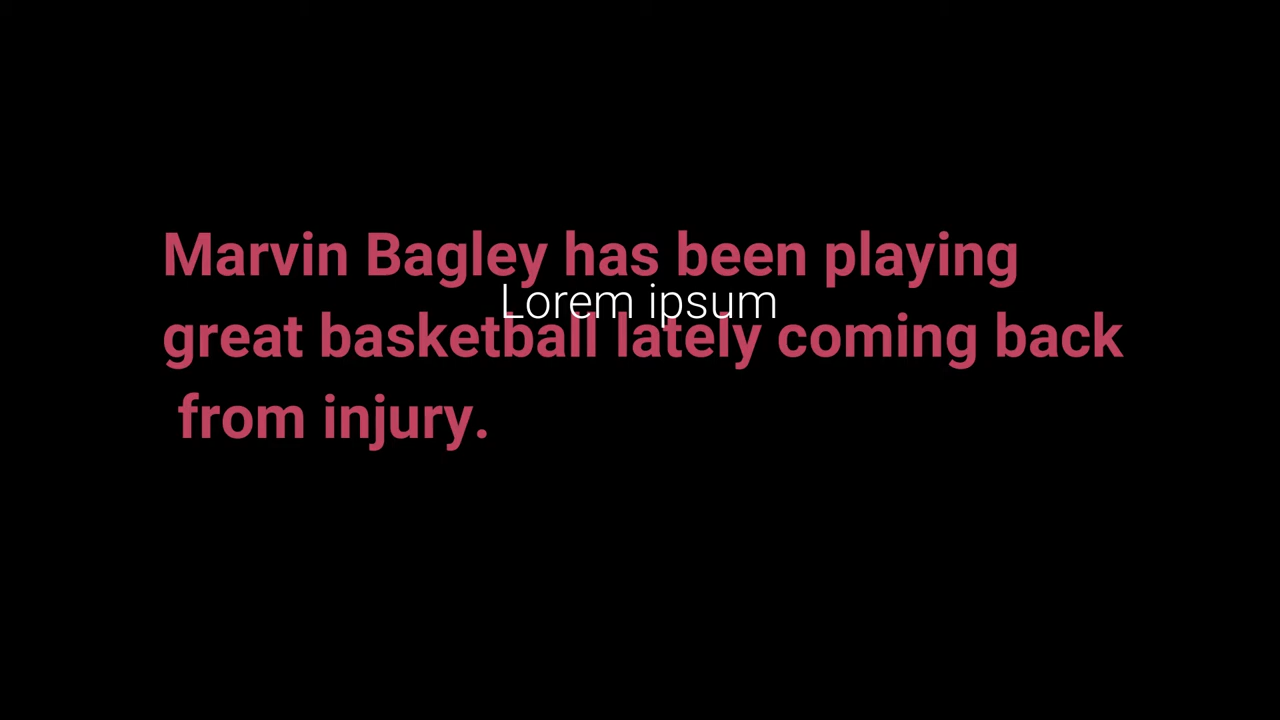 Marvin Bagley has been playing
Lorem ipsum
great basketball lately coming back
from injury.